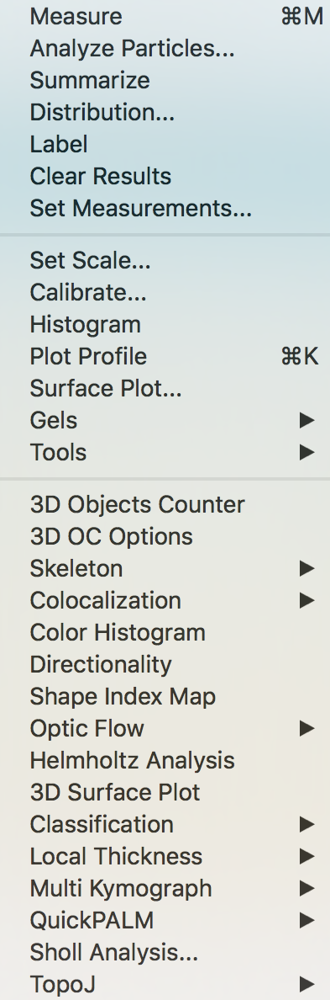 Measure ⌘M
Analyze Particles...
Summarize
Distribution...
Label
Clear Results
Set Measurements...
Set Scale...
Calibrate...
Histogram
Plot Profile ⌘K
Surface Plot...
Gels ▶
Tools ▶
3D Objects Counter
3D OC Options
Skeleton ▶
Colocalization ▶
Color Histogram
Directionality
Shape Index Map
Optic Flow ▶
Helmholtz Analysis
3D Surface Plot
Classification ▶
Local Thickness ▶
Multi Kymograph ▶
QuickPALM ▶
Sholl Analysis...
TopoJ ▶